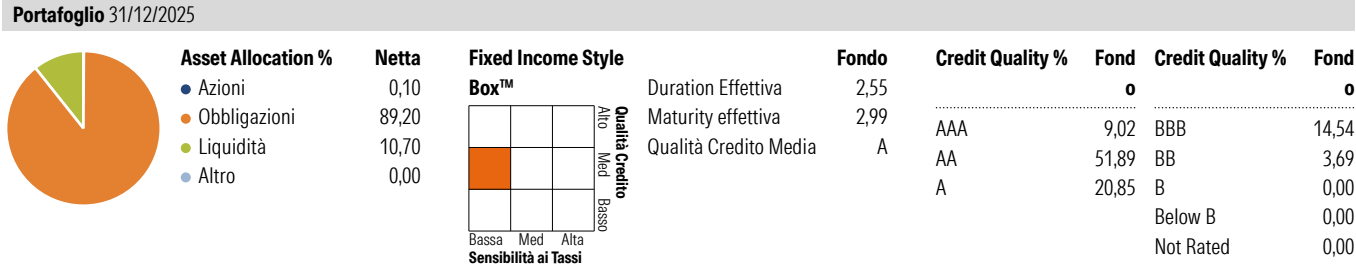 Portafoglio 31/12/2025
Asset Allocation % Netta
Azioni 0,10
Obbligazioni 89,20
Liquidità 10,70
Altro 0,00
Fixed Income Style
Box™
Alto Med Basso
Qualità Credito
Bassa Med Alta
Sensibilità ai Tassi
Fondo
Duration Effettiva 2,55
Maturity effettiva 2,99
Qualità Credito Media A
Credit Quality % Fond
o
AAA 9,02
AA 51,89
A 20,85
Credit Quality % Fond
o
BBB 14,54
BB 3,69
B 0,00
Below B 0,00
Not Rated 0,00